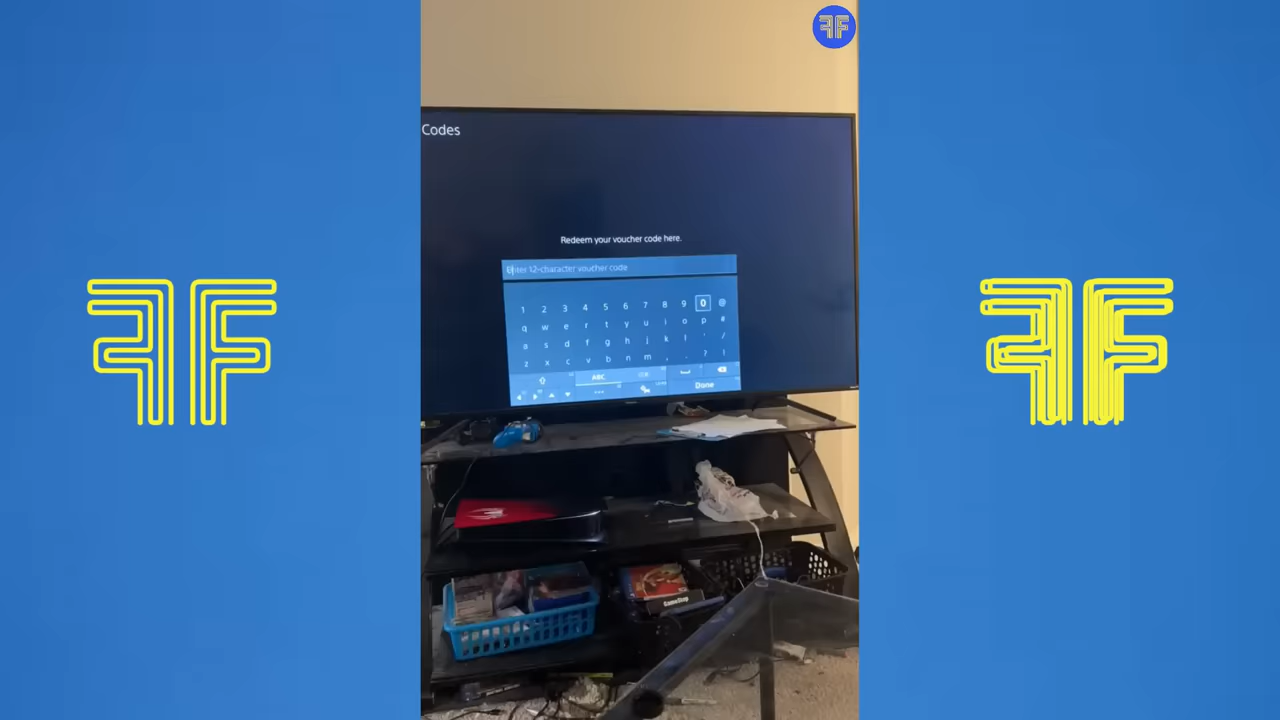 Codes
Redeem your voucher code here.
Enter 12-character voucher code
1 2 3 4 5 6 7 8 9 0 @
q w e r t y u i o p #
a s d f g h j k l ' /
z x c v b n m , . ? !
ABC
Done
GameStop